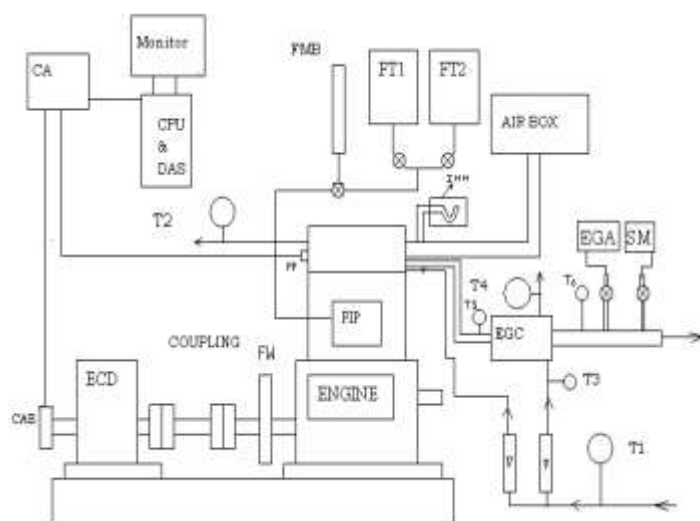 Monitor
CA
CPU
&
DAS
FMB
FT1
FT2
AIR BOX
T2
PP
EGA
SM
T6
T4
T5
EGC
FIP
COUPLING
FW
T3
ECD
ENGINE
CAE
T1